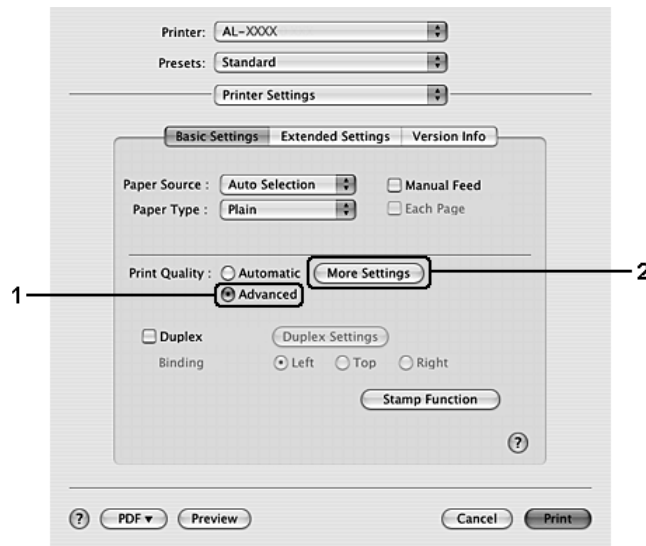 Printer: AL-XXXX
Presets: Standard
Printer Settings
Basic Settings Extended Settings Version Info
Paper Source : Auto Selection Manual Feed
Paper Type : Plain Each Page
Print Quality : Automatic More Settings 2
1 Advanced
Duplex Duplex Settings
Binding Left Top Right
Stamp Function
?
? PDF Preview Cancel Print